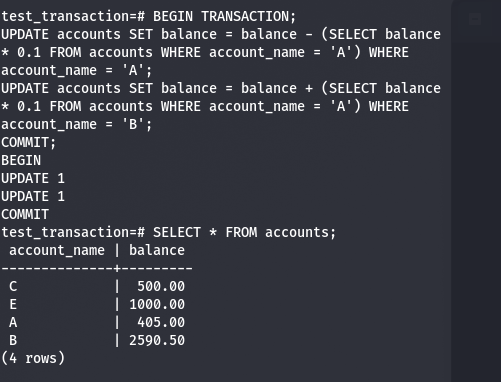 test_transaction=# BEGIN TRANSACTION;
UPDATE accounts SET balance = balance - (SELECT balance
* 0.1 FROM accounts WHERE account_name = 'A') WHERE
account_name = 'A';
UPDATE accounts SET balance = balance + (SELECT balance
* 0.1 FROM accounts WHERE account_name = 'A') WHERE
account_name = 'B';
COMMIT;
BEGIN
UPDATE 1
UPDATE 1
COMMIT
test_transaction=# SELECT * FROM accounts;
 account_name | balance
--------------+---------
 C            |  500.00
 E            | 1000.00
 A            |  405.00
 B            | 2590.50
(4 rows)